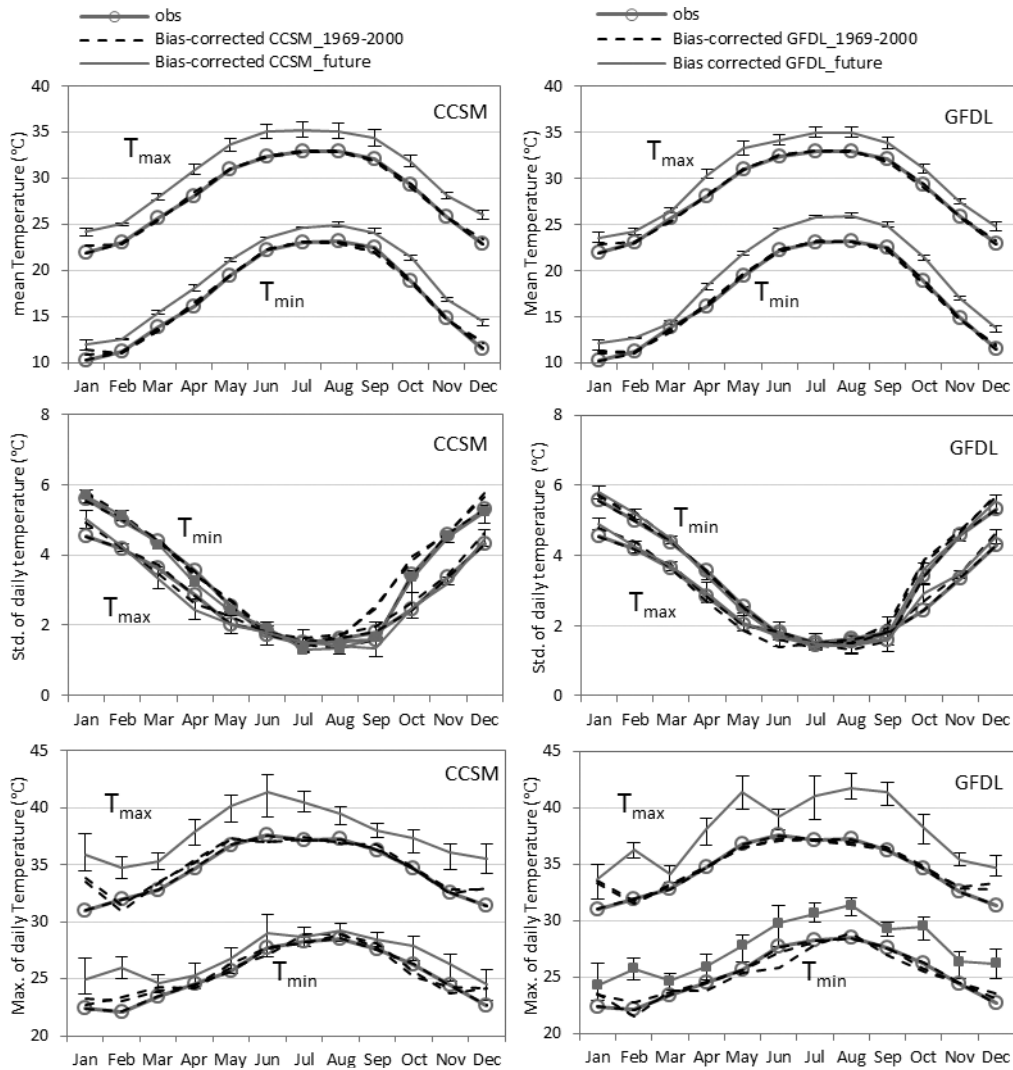 obs
Bias-corrected CCSM_1969-2000
Bias-corrected CCSM_future
obs
Bias-corrected GFDL_1969-2000
Bias corrected GFDL_future
mean Temperature (°C)
40
35
30
25
20
15
10
CCSM
Tmax
Tmin
Jan Feb Mar Apr May Jun Jul Aug Sep Oct Nov Dec
Mean Temperature (°C)
40
35
30
25
20
15
10
GFDL
Tmax
Tmin
Jan Feb Mar Apr May Jun Jul Aug Sep Oct Nov Dec
Std. of daily temperature (°C)
8
6
4
2
0
CCSM
Tmin
Tmax
Jan Feb Mar Apr May Jun Jul Aug Sep Oct Nov Dec
Std. of daily temperature (°C)
8
6
4
2
0
GFDL
Tmin
Tmax
Jan Feb Mar Apr May Jun Jul Aug Sep Oct Nov Dec
Max. of daily Temperature (°C)
45
40
35
30
25
20
CCSM
Tmax
Tmin
Jan Feb Mar Apr May Jun Jul Aug Sep Oct Nov Dec
Max. of daily Temperature (°C)
45
40
35
30
25
20
GFDL
Tmax
Tmin
Jan Feb Mar Apr May Jun Jul Aug Sep Oct Nov Dec